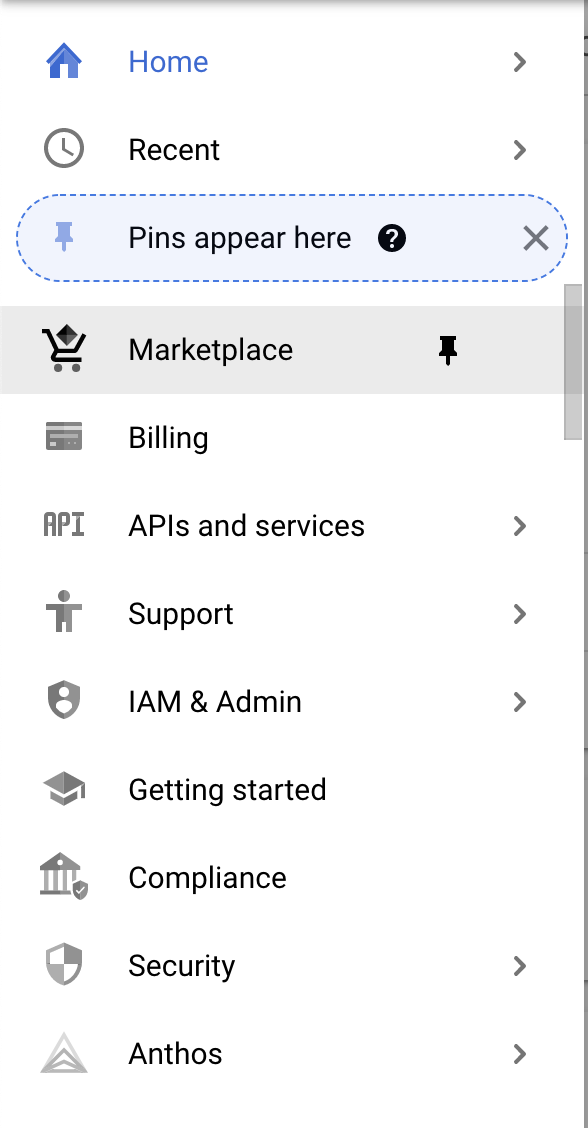 Home
Recent
Pins appear here ?
Marketplace
Billing
API APIs and services
Support
IAM & Admin
Getting started
Compliance
Security
Anthos